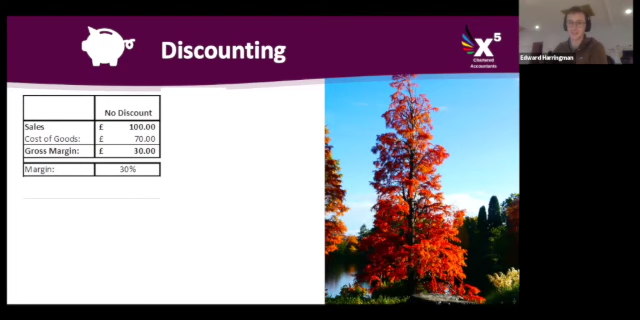 Discounting
X5
Chartered
Accountants
Edward Harringman
No Discount
Sales £ 100.00
Cost of Goods: £ 70.00
Gross Margin: £ 30.00
Margin: 30%